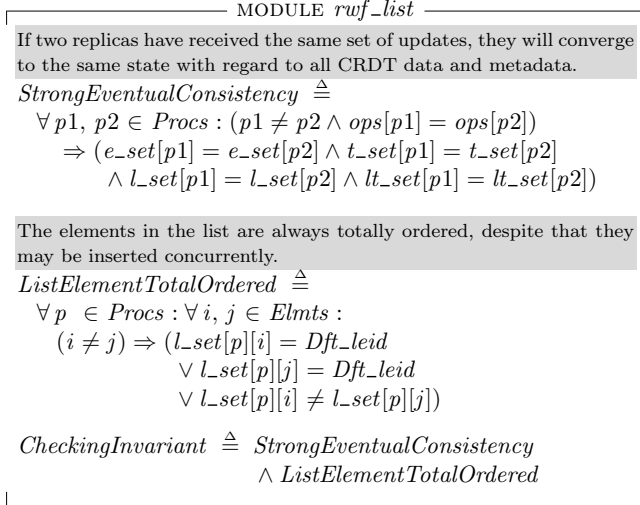 MODULE rwf_list
If two replicas have received the same set of updates, they will converge
to the same state with regard to all CRDT data and metadata.
StrongEventualConsistency ≜
∀ p1, p2 ∈ Procs : (p1 ≠ p2 ∧ ops[p1] = ops[p2])
⇒ (e_set[p1] = e_set[p2] ∧ t_set[p1] = t_set[p2]
∧ l_set[p1] = l_set[p2] ∧ lt_set[p1] = lt_set[p2])
The elements in the list are always totally ordered, despite that they
may be inserted concurrently.
ListElementTotalOrdered ≜
∀ p ∈ Procs : ∀ i, j ∈ Elmts :
(i ≠ j) ⇒ (l_set[p][i] = Dft_leid
∨ l_set[p][j] = Dft_leid
∨ l_set[p][i] ≠ l_set[p][j])
CheckingInvariant ≜ StrongEventualConsistency
∧ ListElementTotalOrdered